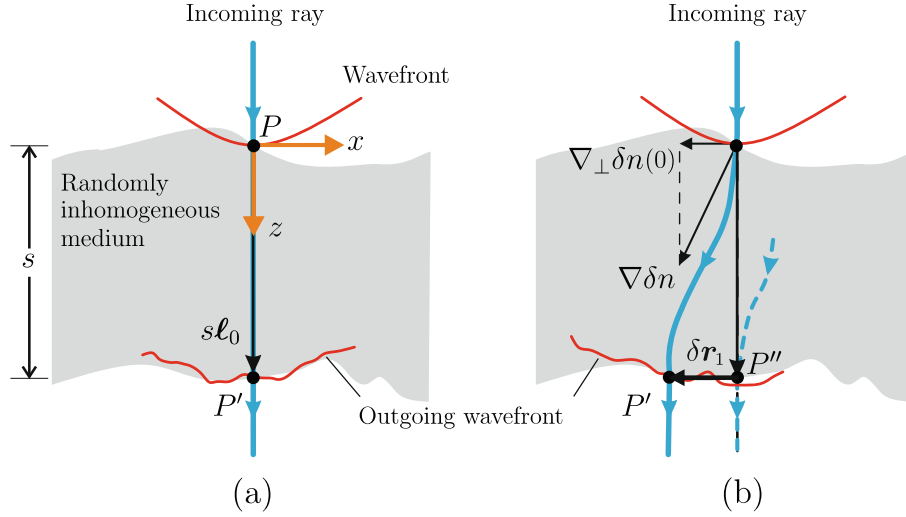 Incoming ray
Wavefront
P
x
Randomly
inhomogeneous
medium
z
s
sℓ₀
P′
Outgoing wavefront
(a)
Incoming ray
∇⊥δn(0)
∇δn
δr₁
P″
P′
(b)